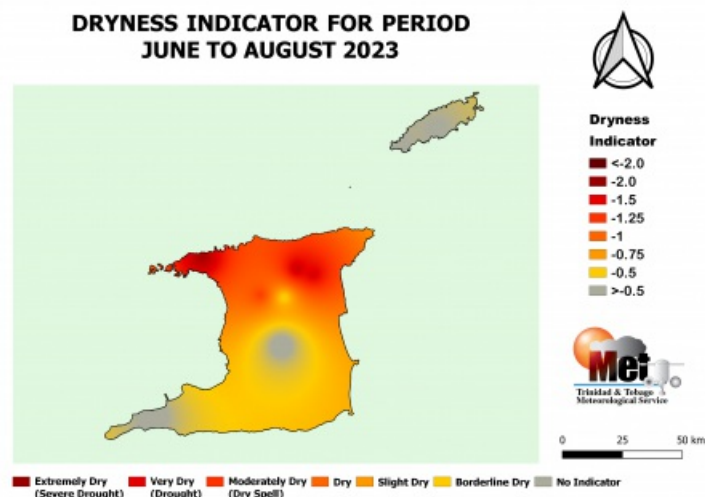 DRYNESS INDICATOR FOR PERIOD
JUNE TO AUGUST 2023
Dryness
Indicator
<-2.0
-2.0
-1.5
-1.25
-1
-0.75
-0.5
>-0.5
Met
Trinidad & Tobago
Meteorological Service
0 25 50 km
Extremely Dry
(Severe Drought)
Very Dry
(Drought)
Moderately Dry
(Dry Spell)
Dry
Slight Dry
Borderline Dry
No Indicator